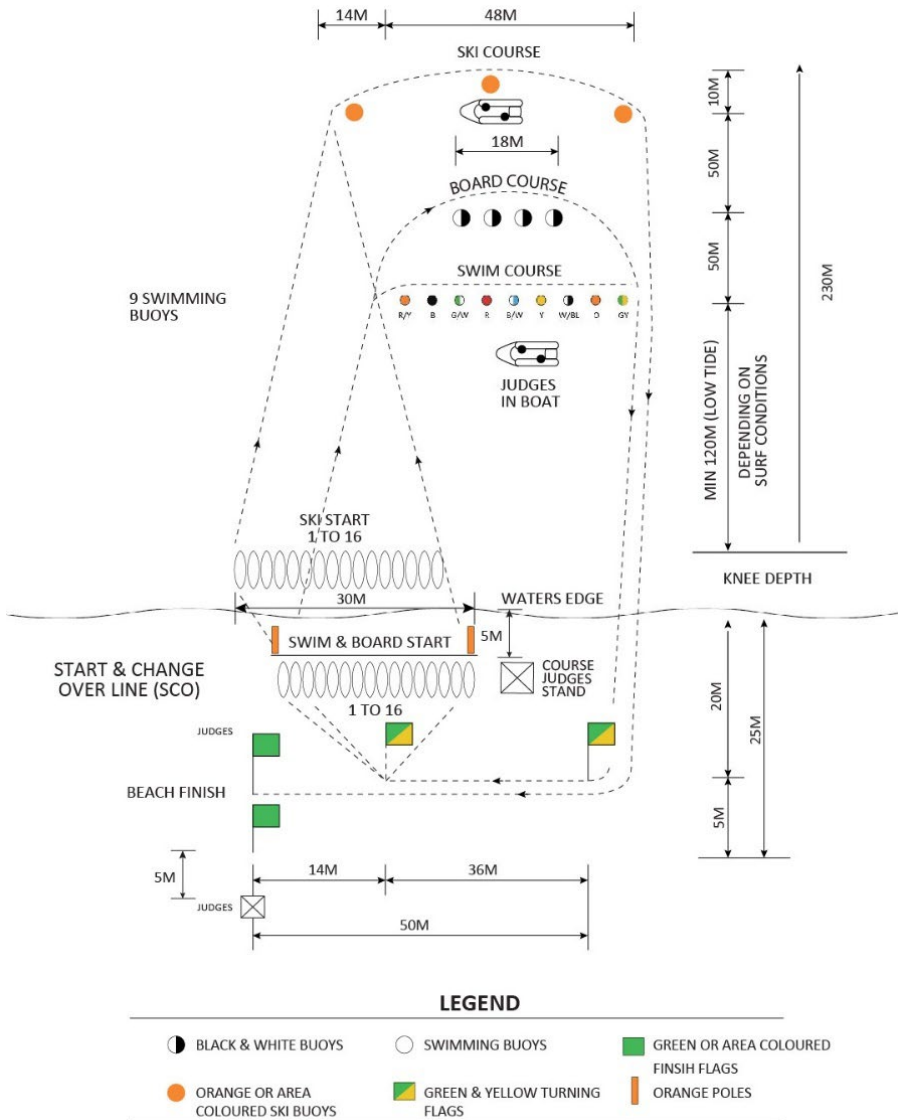 14M
48M
SKI COURSE
10M
18M
50M
BOARD COURSE
50M
SWIM COURSE
9 SWIMMING
BUOYS
R/Y B G/W R B/W Y W/BL O GY
230M
JUDGES
IN BOAT
MIN 120M (LOW TIDE)
DEPENDING ON
SURF CONDITIONS
SKI START
1 TO 16
KNEE DEPTH
30M
WATERS EDGE
SWIM & BOARD START
5M
START & CHANGE
OVER LINE (SCO)
COURSE
JUDGES
STAND
1 TO 16
20M
25M
JUDGES
BEACH FINISH
5M
5M
14M
36M
JUDGES
50M
LEGEND
BLACK & WHITE BUOYS
SWIMMING BUOYS
GREEN OR AREA COLOURED
FINSIH FLAGS
ORANGE OR AREA
COLOURED SKI BUOYS
GREEN & YELLOW TURNING
FLAGS
ORANGE POLES